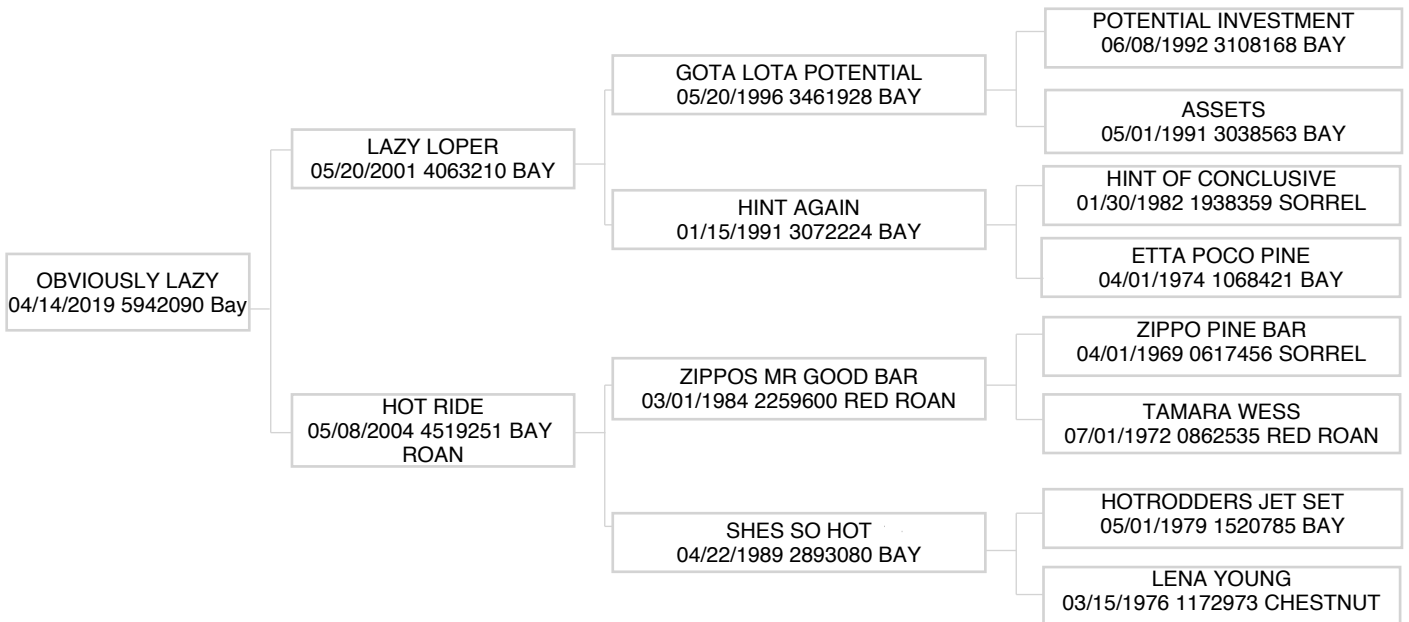 OBVIOUSLY LAZY
04/14/2019 5942090 Bay
LAZY LOPER
05/20/2001 4063210 BAY
HOT RIDE
05/08/2004 4519251 BAY
ROAN
GOTA LOTA POTENTIAL
05/20/1996 3461928 BAY
HINT AGAIN
01/15/1991 3072224 BAY
ZIPPOS MR GOOD BAR
03/01/1984 2259600 RED ROAN
SHES SO HOT
04/22/1989 2893080 BAY
POTENTIAL INVESTMENT
06/08/1992 3108168 BAY
ASSETS
05/01/1991 3038563 BAY
HINT OF CONCLUSIVE
01/30/1982 1938359 SORREL
ETTA POCO PINE
04/01/1974 1068421 BAY
ZIPPO PINE BAR
04/01/1969 0617456 SORREL
TAMARA WESS
07/01/1972 0862535 RED ROAN
HOTRODDERS JET SET
05/01/1979 1520785 BAY
LENA YOUNG
03/15/1976 1172973 CHESTNUT